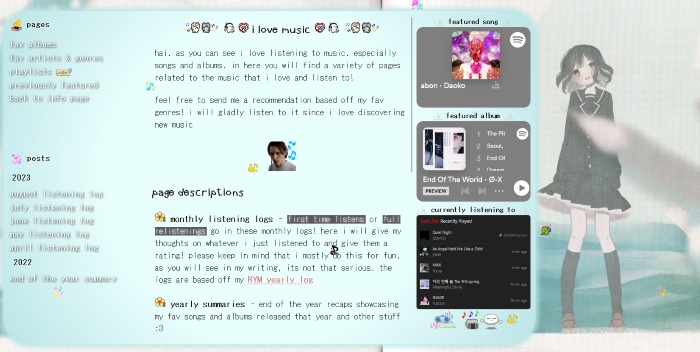 pages
fav albums
fav artists & genres
playlists
previously featured
back to info page
posts
2023
august listening log
july listening log
june listening log
may listening log
april listening log
2022
end of the year summary
i love music
hai. as you can see i love listening to music. especially
songs and albums. in here you will find a variety of pages
related to the music that i love and listen to!
feel free to send me a recommendation based off my fav
genres! i will gladly listen to it since i love discovering
new music
page descriptions
monthly listening logs - first time listens or full
relistenings go in these monthly logs! here i will give my
thoughts on whatever i just listened to and give them a
rating! please keep in mind that i mostly do this for fun,
as you will see in my writing, its not that serious. the
logs are based off my RYM yearly log
yearly summaries - end of the year recaps showcasing
my fav songs and albums released that year and other stuff
:3
featured song
abon · Daoko
featured album
1 The Pil
2 Seoul,
3 End Of
End Of The World · Ø-X
PREVIEW
currently listening to
Recently Played
Quiet Night
An Angel Held Me Like a Child